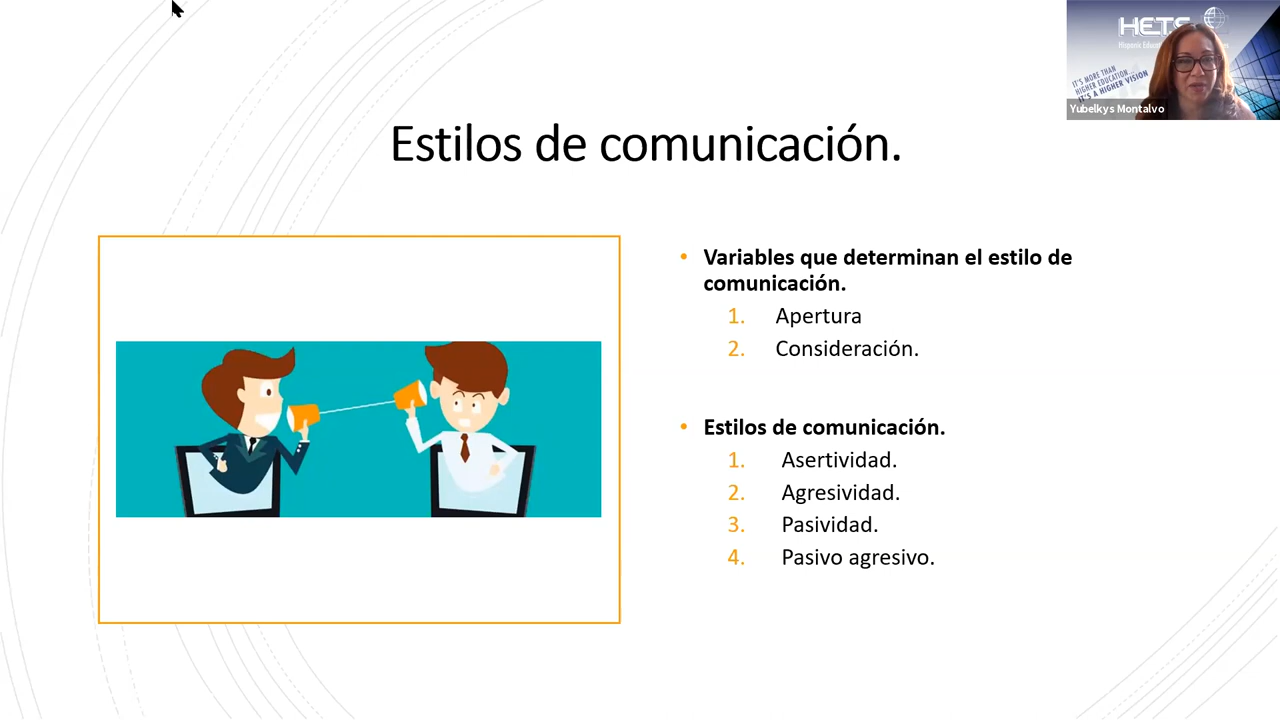 HETS
IT'S MORE THAN
HIGHER EDUCATION...
IT'S A HIGHER VISION
Yubelkys Montalvo
Estilos de comunicación.
• Variables que determinan el estilo de
comunicación.
1. Apertura
2. Consideración.
• Estilos de comunicación.
1. Asertividad.
2. Agresividad.
3. Pasividad.
4. Pasivo agresivo.